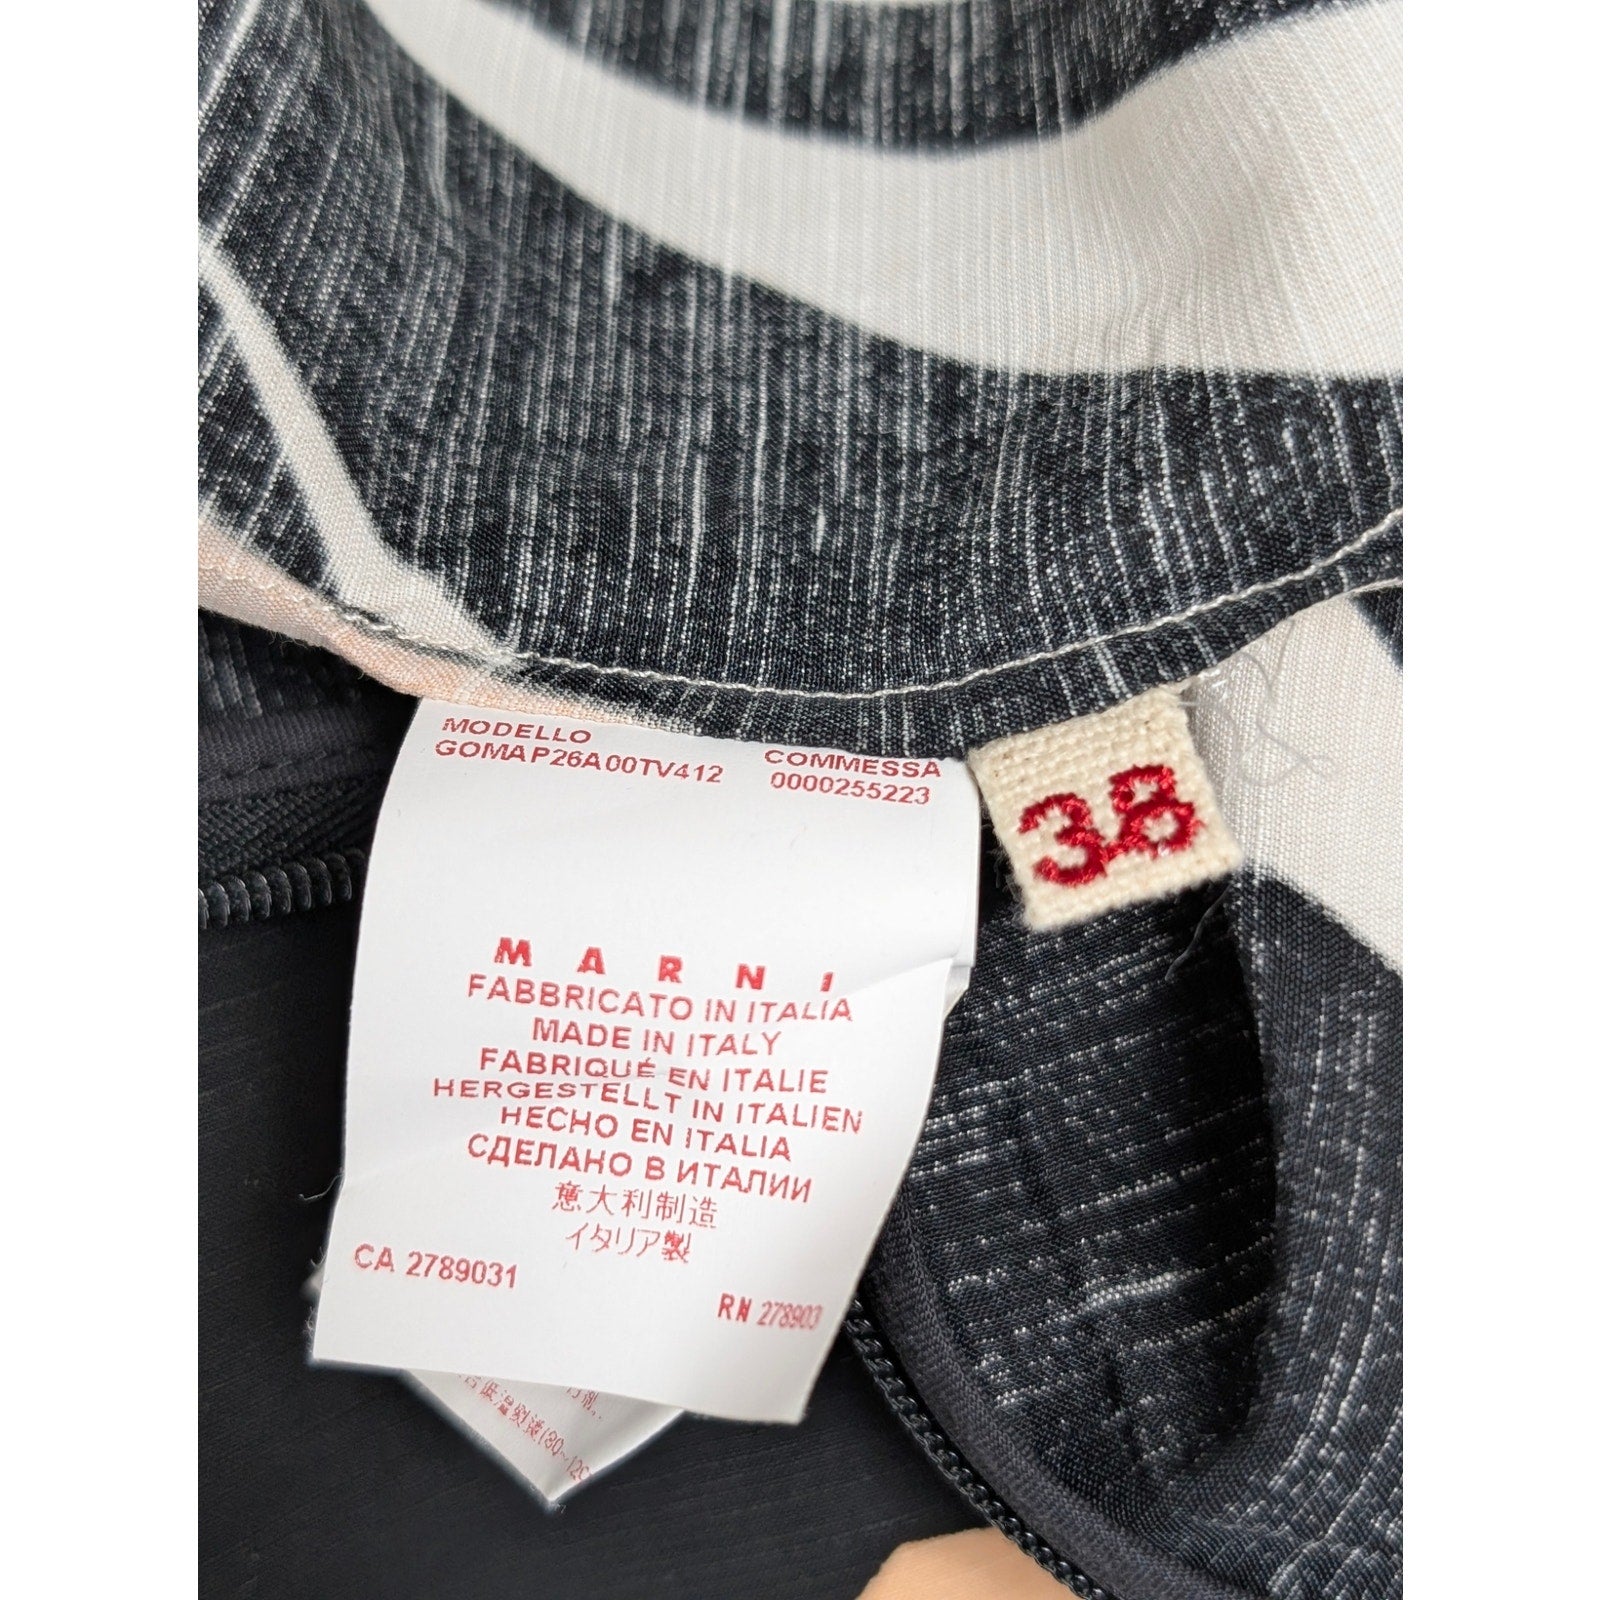 MODELLO
GOMAP26A00TV412
COMMESSA
0000255223
38
MARNI
FABBRICATO IN ITALIA
MADE IN ITALY
FABRIQUÉ EN ITALIE
HERGESTELLT IN ITALIEN
HECHO EN ITALIA
СДЕЛАНО В ИТАЛИИ
意大利制造
イタリア製
CA 2789031
RN 278903